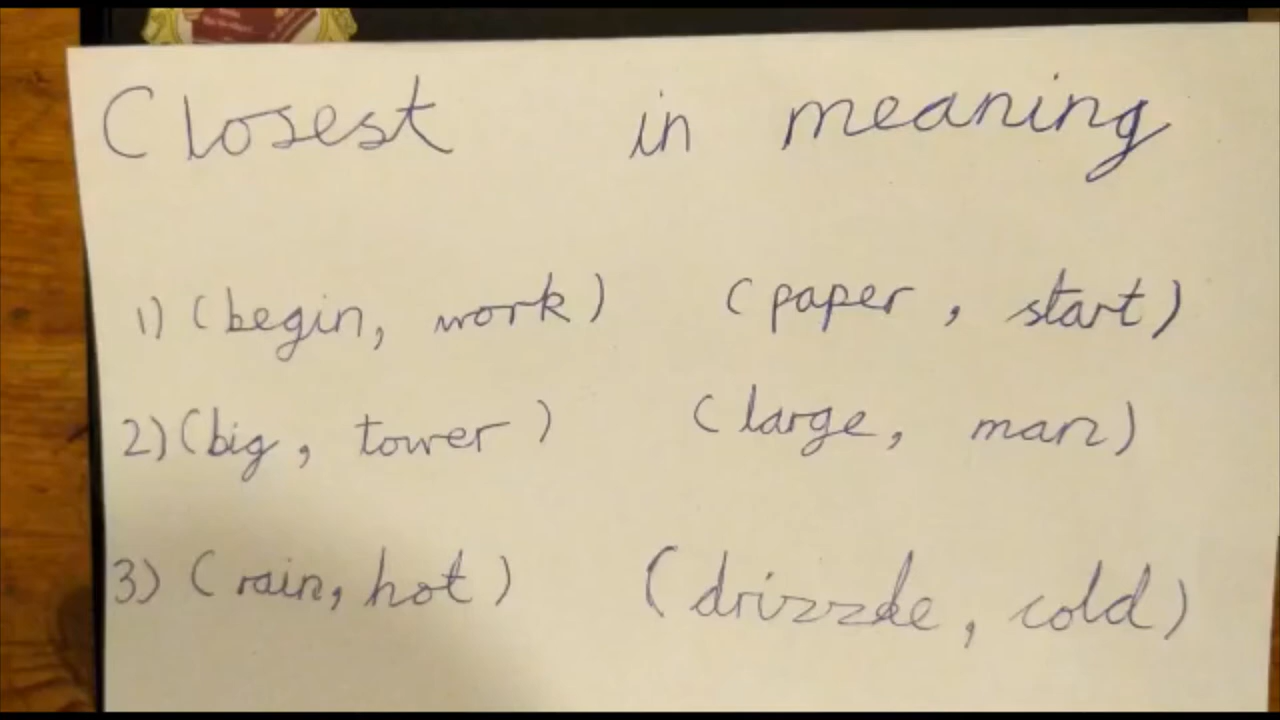 Closest in meaning
1) (begin, work) (paper, start)
2) (big, tower) (large, man)
3) (rain, hot) (drizzle, cold)